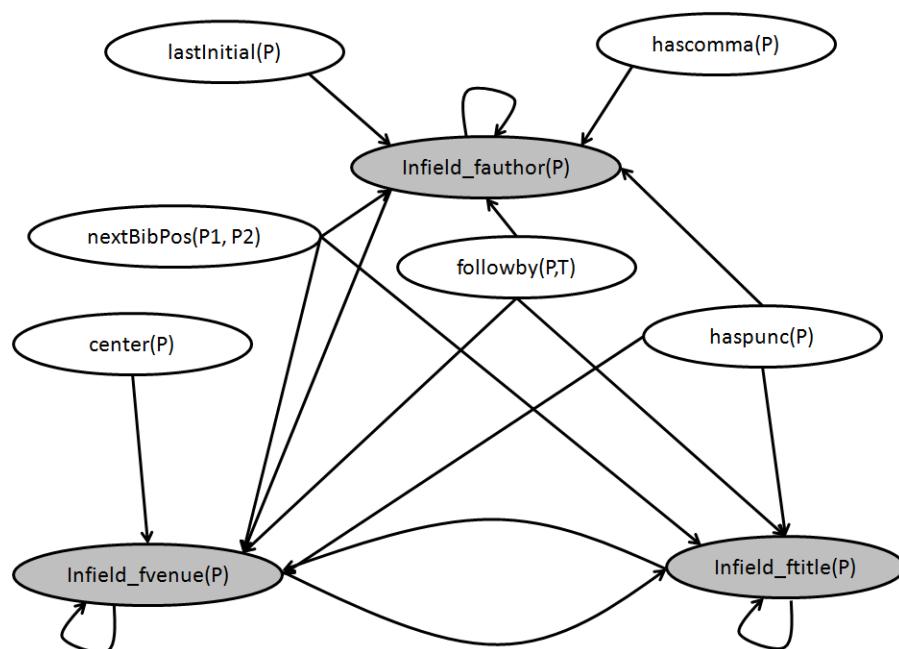 lastInitial(P)
hascomma(P)
Infield_fauthor(P)
nextBibPos(P1, P2)
followby(P,T)
center(P)
haspunc(P)
Infield_fvenue(P)
Infield_ftitle(P)